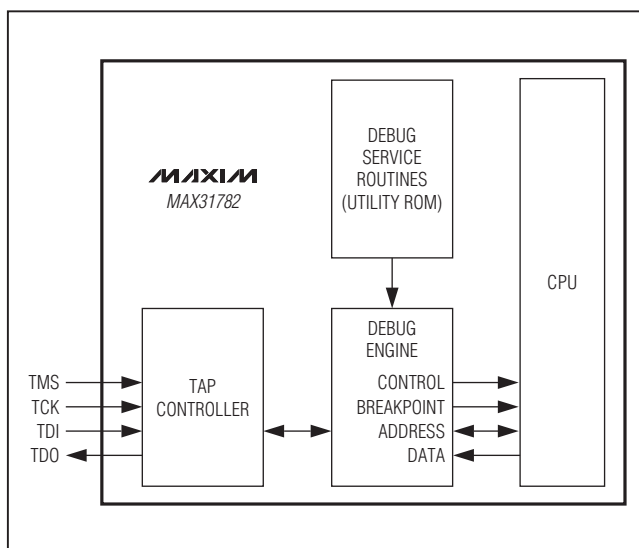 DEBUG
SERVICE
ROUTINES
(UTILITY ROM)
MAXIM
MAX31782
CPU
DEBUG
ENGINE
TMS
TCK
TDI
TDO
TAP
CONTROLLER
CONTROL
BREAKPOINT
ADDRESS
DATA